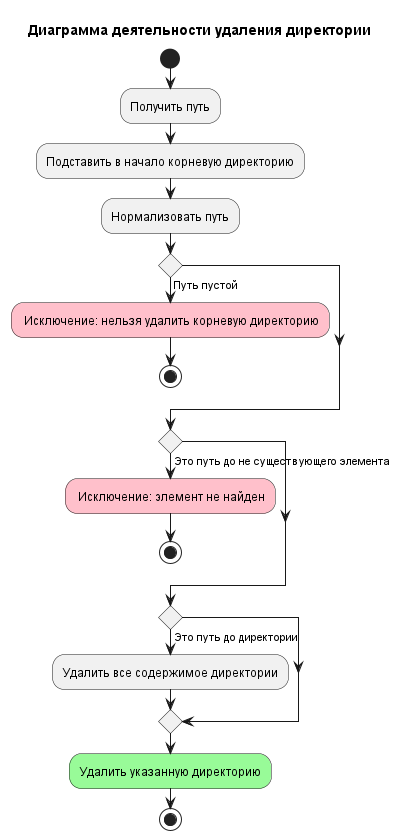 Диаграмма деятельности удаления директории
Получить путь
Подставить в начало корневую директорию
Нормализовать путь
Путь пустой
Исключение: нельзя удалить корневую директорию
Это путь до не существующего элемента
Исключение: элемент не найден
Это путь до директории
Удалить все содержимое директории
Удалить указанную директорию